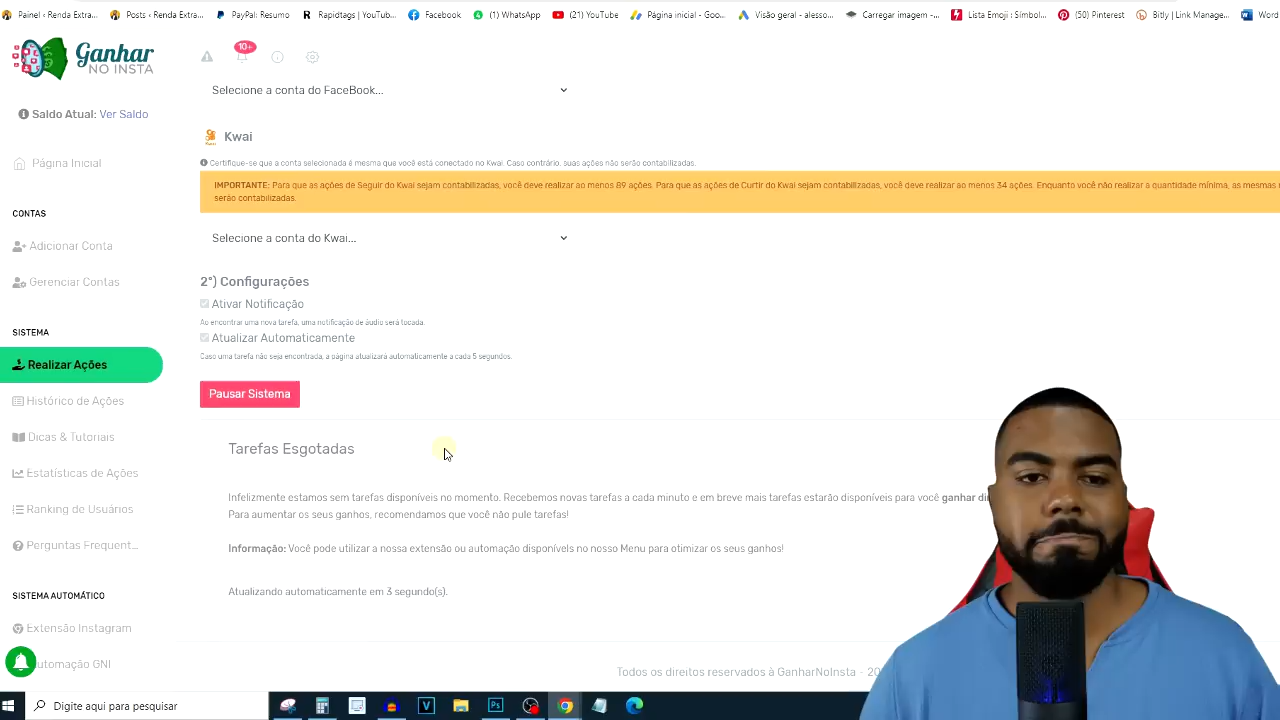 Painel ‹ Renda Extra...
Posts ‹ Renda Extra...
PayPal: Resumo
Rapidtags | YouTub...
Facebook
(1) WhatsApp
(21) YouTube
Página inicial - Goo...
Visão geral - alesso...
Carregar imagem -...
Lista Emoji : Símbol...
(50) Pinterest
Bitly | Link Manage...
Word
Ganhar
NO INSTA
10+
Saldo Atual: Ver Saldo
Página Inicial
CONTAS
Adicionar Conta
Gerenciar Contas
SISTEMA
Realizar Ações
Histórico de Ações
Dicas & Tutoriais
Estatísticas de Ações
Ranking de Usuários
Perguntas Frequent...
SISTEMA AUTOMÁTICO
Extensão Instagram
utomação GNI
Selecione a conta do FaceBook...
Kwai
Certifique-se que a conta selecionada é mesma que você está conectado no Kwai. Caso contrário, suas ações não serão contabilizadas.
IMPORTANTE: Para que as ações de Seguir do Kwai sejam contabilizadas, você deve realizar ao menos 89 ações. Para que as ações de Curtir do Kwai sejam contabilizadas, você deve realizar ao menos 34 ações. Enquanto você não realizar a quantidade mínima, as mesmas
serão contabilizadas.
Selecione a conta do Kwai...
2º) Configurações
Ativar Notificação
Ao encontrar uma nova tarefa, uma notificação de áudio será tocada.
Atualizar Automaticamente
Caso uma tarefa não seja encontrada, a página atualizará automaticamente a cada 5 segundos.
Pausar Sistema
Tarefas Esgotadas
Infelizmente estamos sem tarefas disponíveis no momento. Recebemos novas tarefas a cada minuto e em breve mais tarefas estarão disponíveis para você ganhar di
Para aumentar os seus ganhos, recomendamos que você não pule tarefas!
Informação: Você pode utilizar a nossa extensão ou automação disponíveis no nosso Menu para otimizar os seus ganhos!
Atualizando automaticamente em 3 segundo(s).
Todos os direitos reservados à GanharNoInsta - 20
Digite aqui para pesquisar